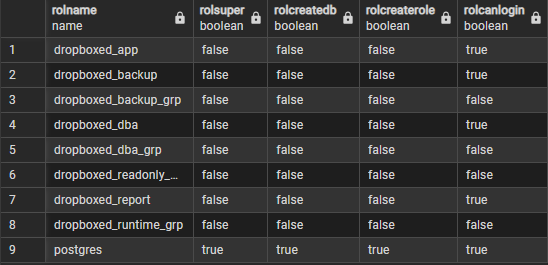 rolname rolsuper rolcreatedb rolcreaterole rolcanlogin
name boolean boolean boolean boolean
1 dropboxed_app false false false true
2 dropboxed_backup false false false true
3 dropboxed_backup_grp false false false false
4 dropboxed_dba false false false true
5 dropboxed_dba_grp false false false false
6 dropboxed_readonly_... false false false false
7 dropboxed_report false false false true
8 dropboxed_runtime_grp false false false false
9 postgres true true true true